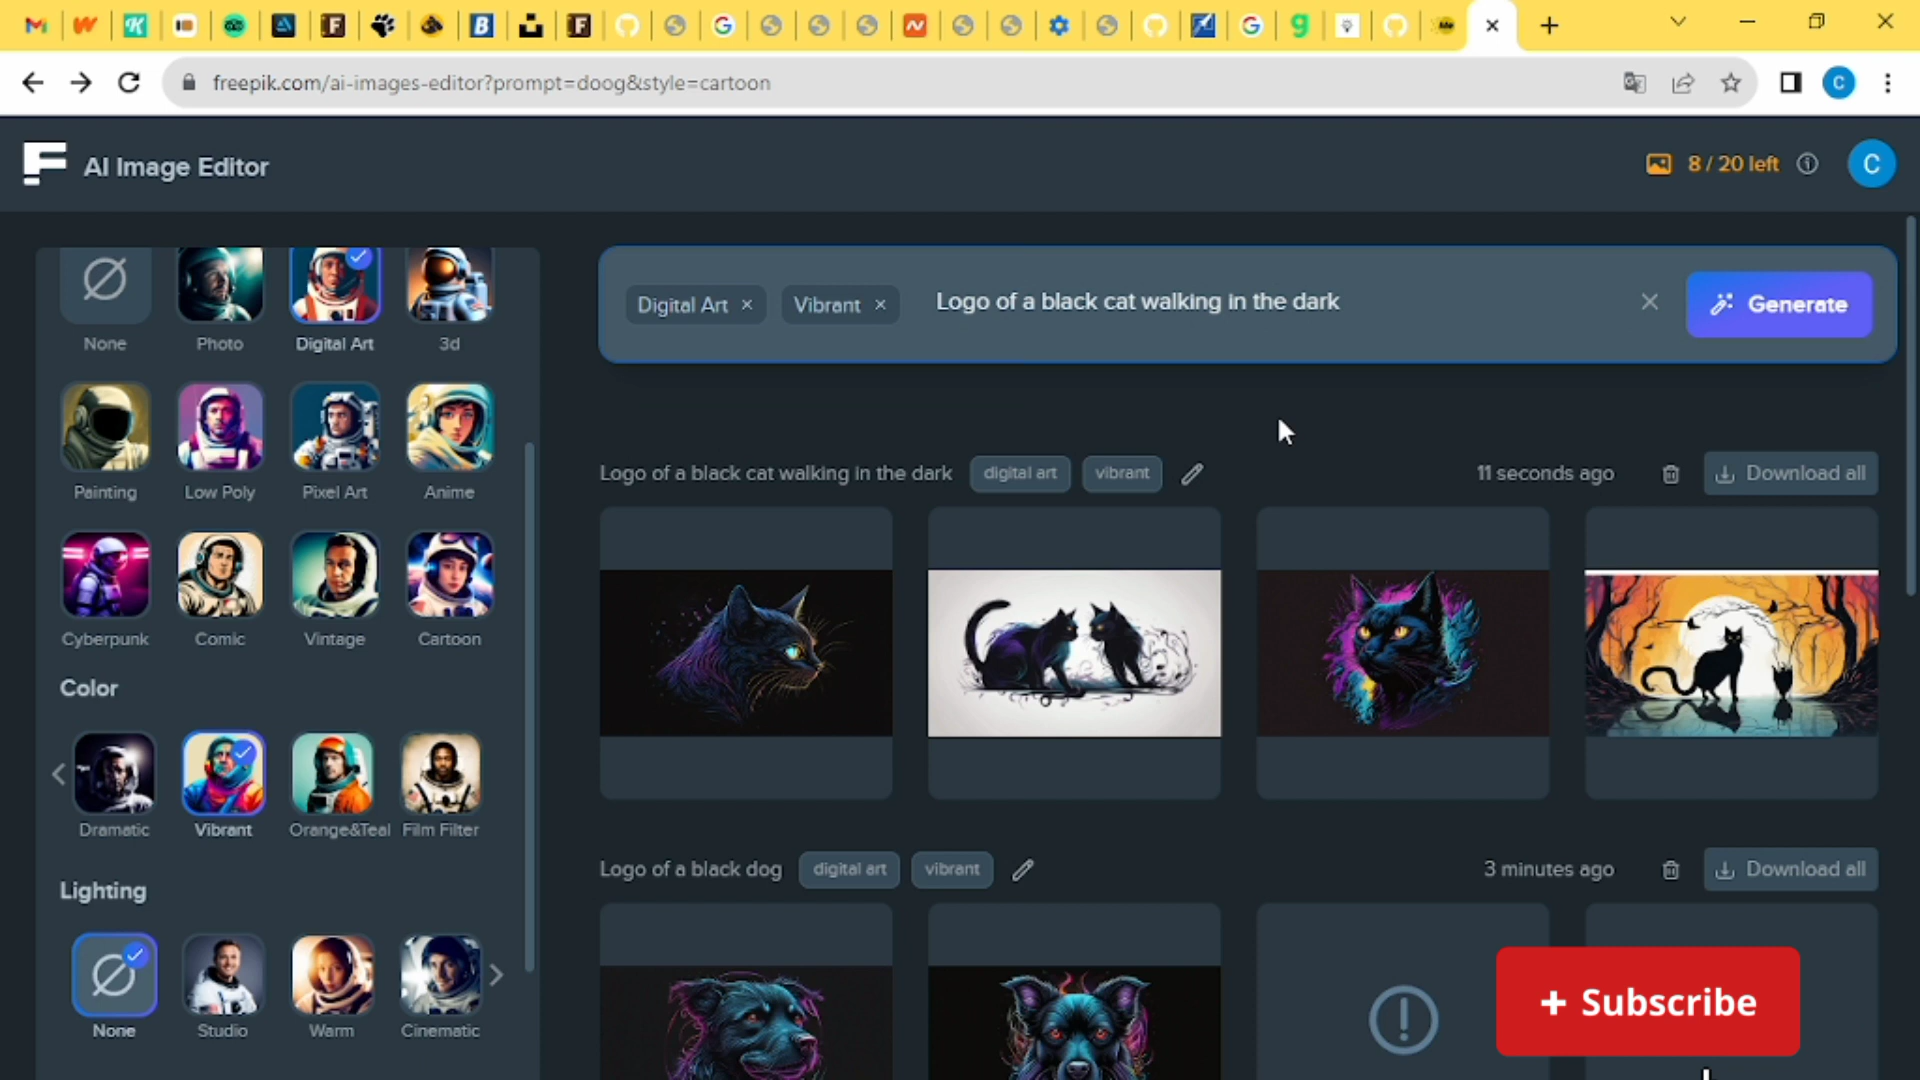 freepik.com/ai-images-editor?prompt=doog&style=cartoon
C
AI Image Editor
8 / 20 left
C
None
Photo
Digital Art
3d
Painting
Low Poly
Pixel Art
Anime
Cyberpunk
Comic
Vintage
Cartoon
Color
Dramatic
Vibrant
Orange&Teal
Film Filter
Lighting
None
Studio
Warm
Cinematic
Digital Art ×
Vibrant ×
Logo of a black cat walking in the dark
Generate
Logo of a black cat walking in the dark
digital art
vibrant
11 seconds ago
Download all
Logo of a black dog
digital art
vibrant
3 minutes ago
Download all
+ Subscribe